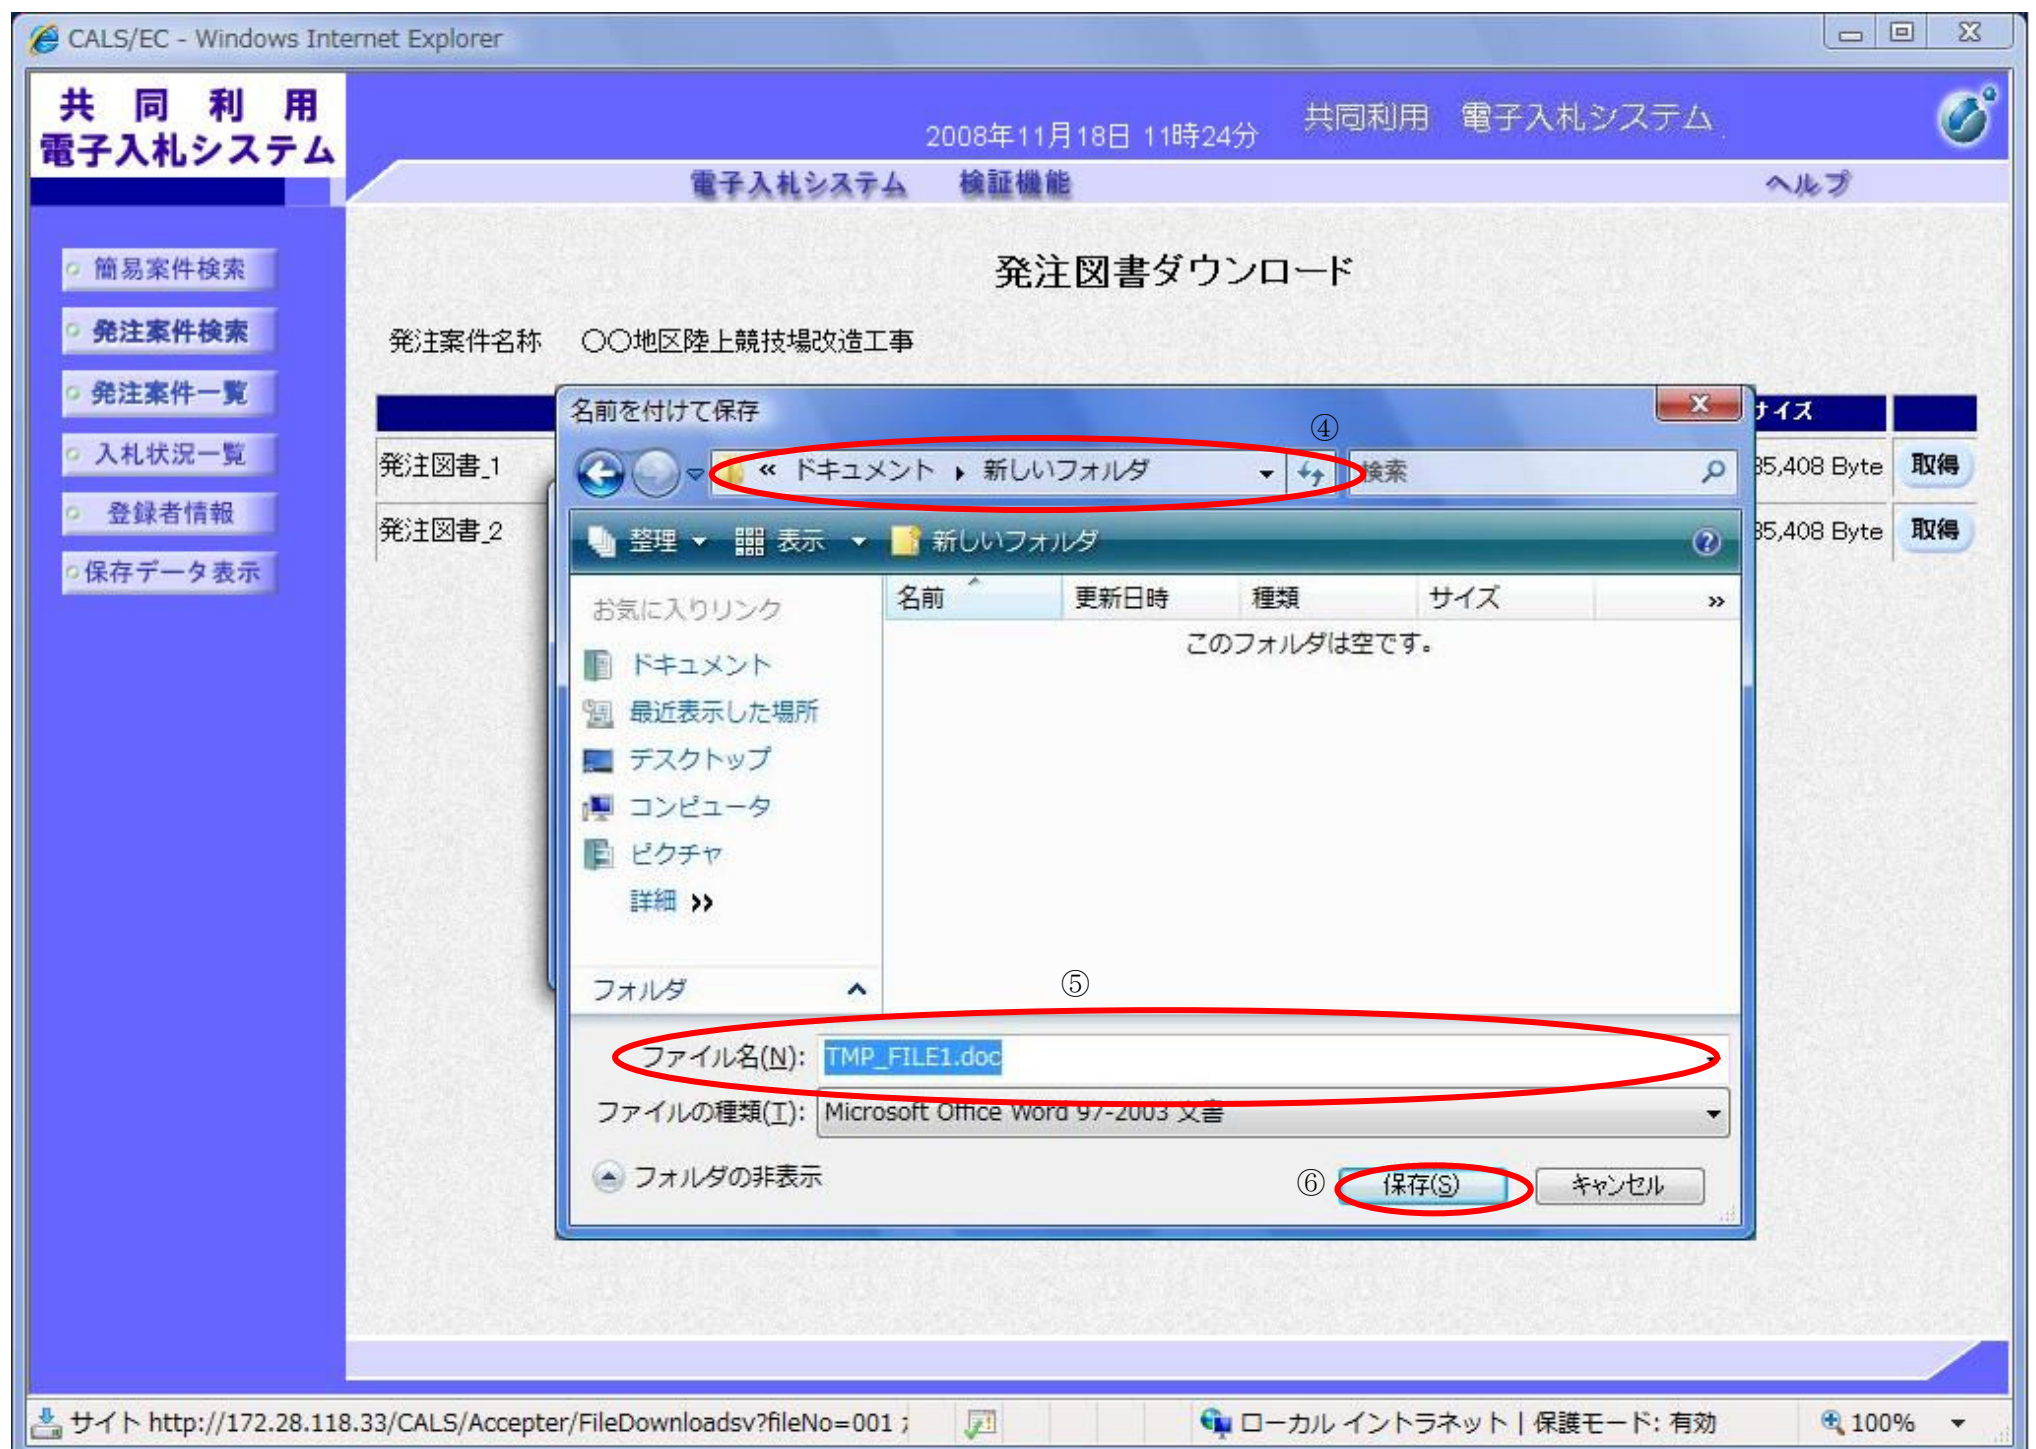 CALS/EC - Windows Internet Explorer
共 同 利 用
電子入札システム
2008年11月18日 11時24分
共同利用 電子入札システム
電子入札システム 検証機能 ヘルプ
簡易案件検索
発注案件検索
発注案件一覧
入札状況一覧
登録者情報
保存データ表示
発注図書ダウンロード
発注案件名称 〇〇地区陸上競技場改造工事
サイズ
発注図書_1 85,408 Byte 取得
発注図書_2 85,408 Byte 取得
名前を付けて保存
④
« ドキュメント 新しいフォルダ 検索
整理 表示 新しいフォルダ
お気に入りリンク
ドキュメント
最近表示した場所
デスクトップ
コンピュータ
ピクチャ
詳細 »
フォルダ
名前 更新日時 種類 サイズ »
このフォルダは空です。
⑤
ファイル名(N): TMP_FILE1.doc
ファイルの種類(T): Microsoft Office Word 97-2003 文書
フォルダの非表示
⑥ 保存(S) キャンセル
サイト http://172.28.118.33/CALS/Accepter/FileDownloadsv?fileNo=001
ローカル イントラネット | 保護モード: 有効
100%